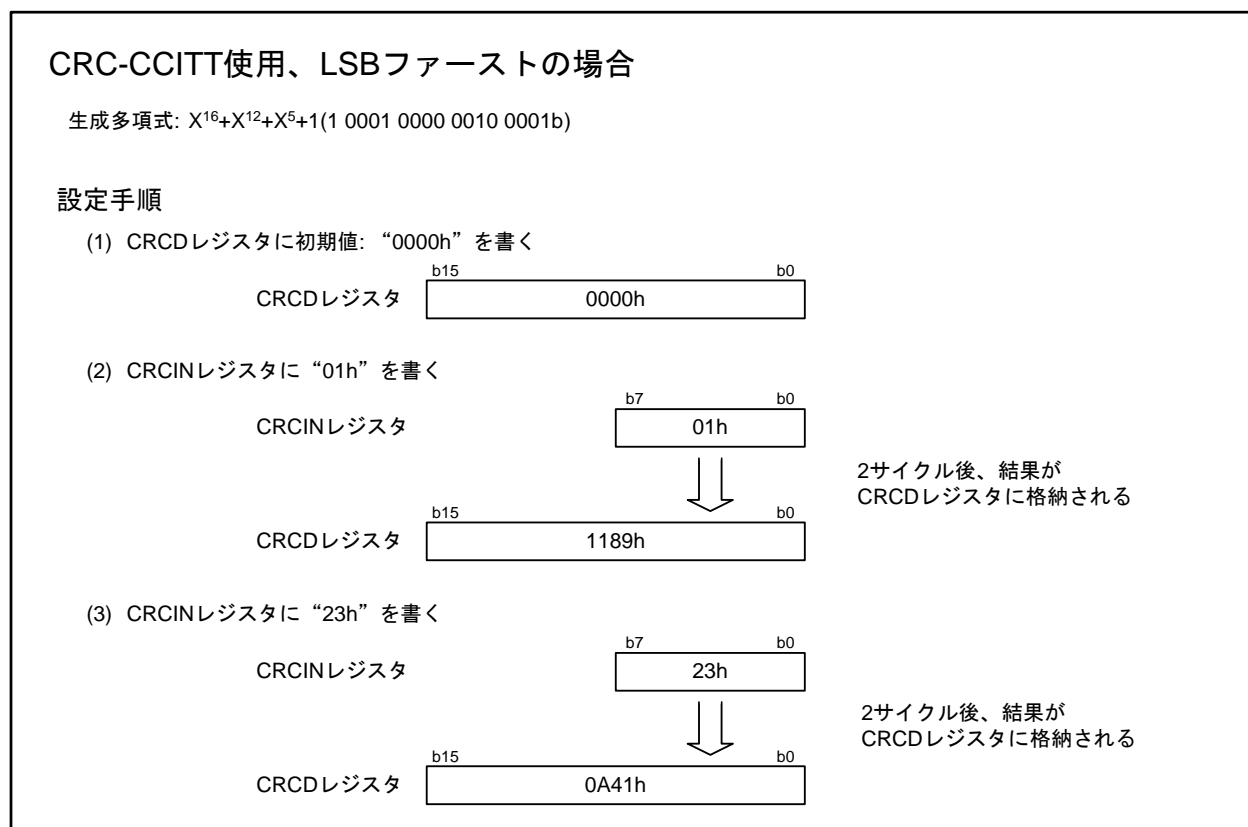 CRC-CCITT使用、LSBファーストの場合
生成多項式: X¹⁶+X¹²+X⁵+1(1 0001 0000 0010 0001b)
設定手順
(1) CRCDレジスタに初期値: “0000h”を書く
b15 b0
CRCDレジスタ 0000h
(2) CRCINレジスタに“01h”を書く
b7 b0
CRCINレジスタ 01h
2サイクル後、結果が
CRCDレジスタに格納される
b15 b0
CRCDレジスタ 1189h
(3) CRCINレジスタに“23h”を書く
b7 b0
CRCINレジスタ 23h
2サイクル後、結果が
CRCDレジスタに格納される
b15 b0
CRCDレジスタ 0A41h